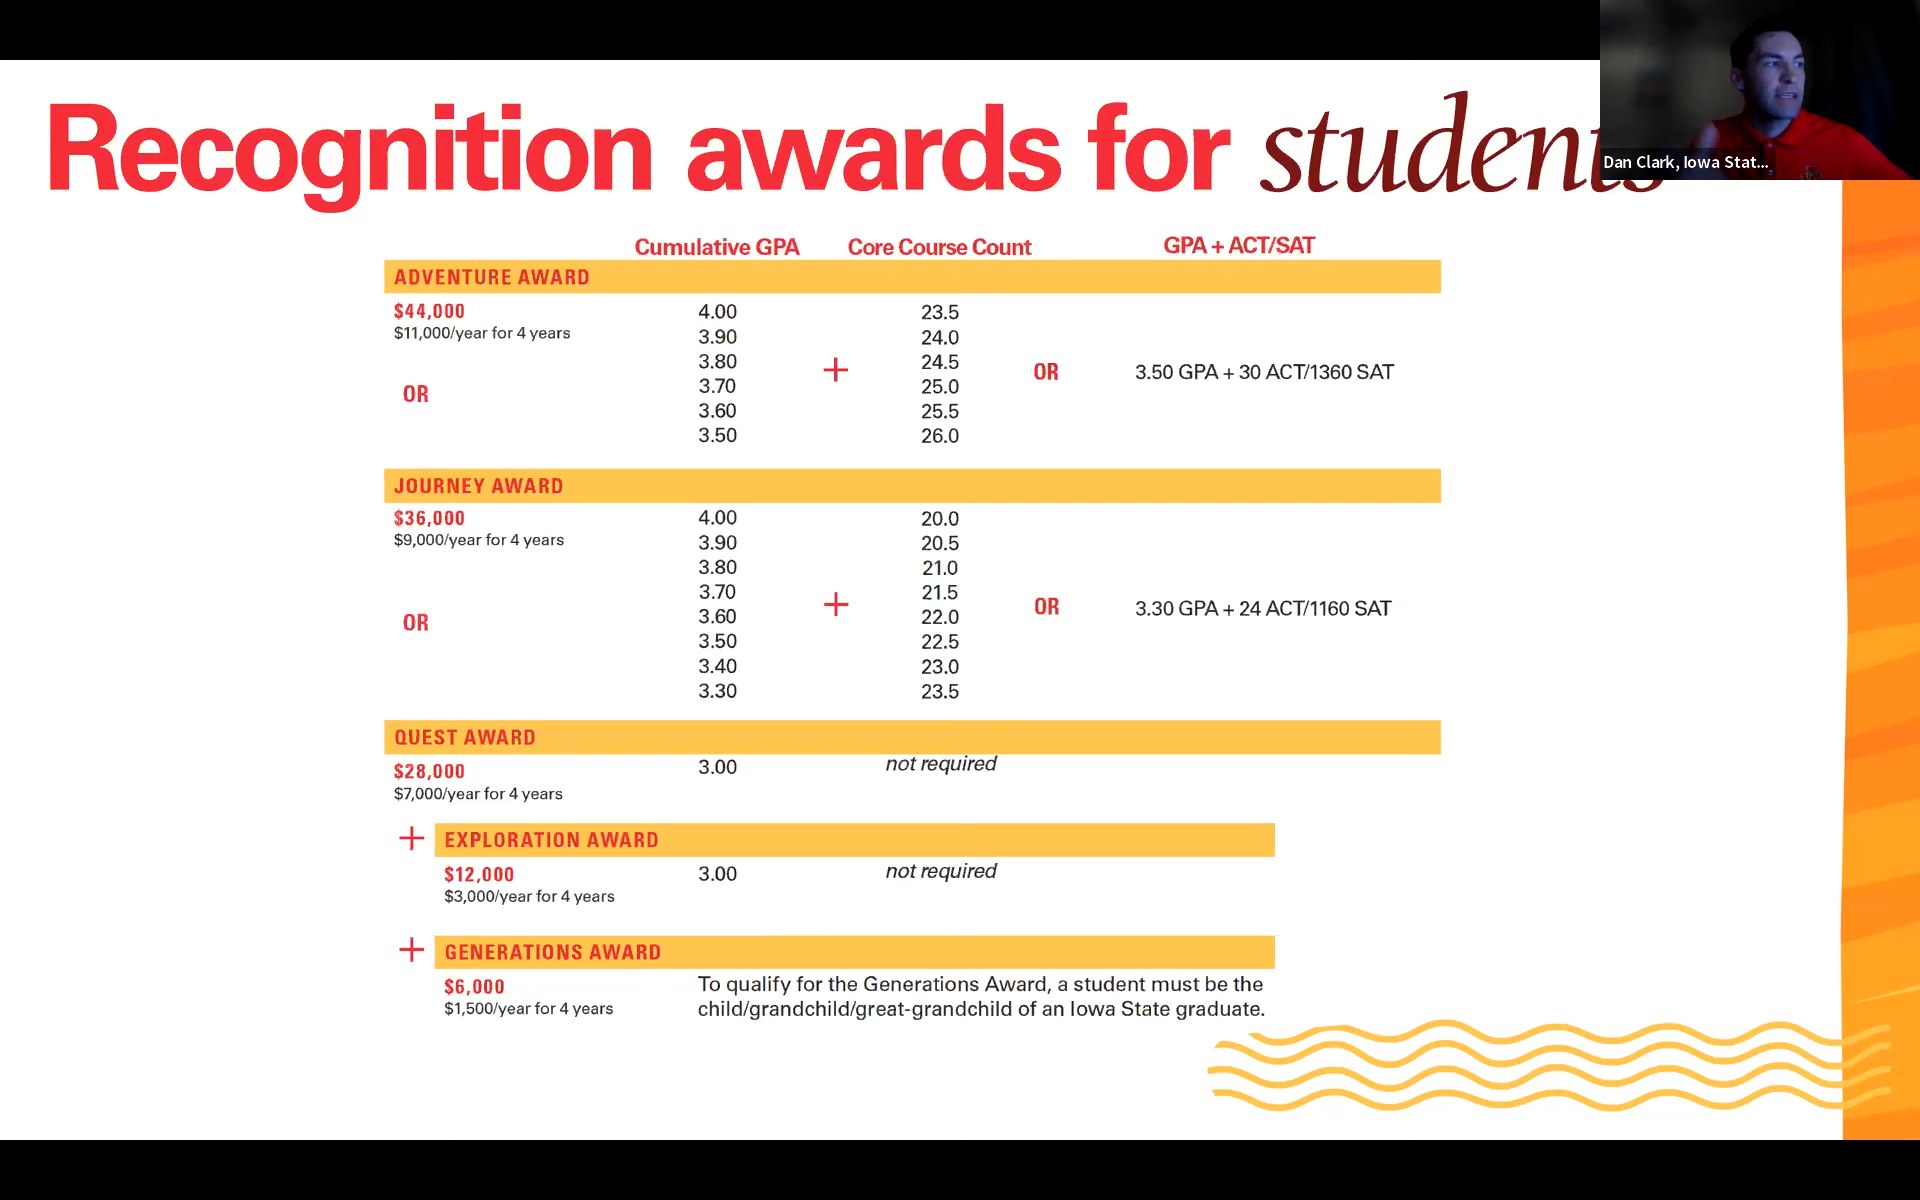 Recognition awards for students
Dan Clark, Iowa Stat...
Cumulative GPA Core Course Count GPA + ACT/SAT
ADVENTURE AWARD
$44,000 4.00 23.5
$11,000/year for 4 years 3.90 24.0
3.80 24.5
+ OR 3.50 GPA + 30 ACT/1360 SAT
OR 3.70 25.0
3.60 25.5
3.50 26.0
JOURNEY AWARD
$36,000 4.00 20.0
$9,000/year for 4 years 3.90 20.5
3.80 21.0
3.70 21.5
+ OR 3.30 GPA + 24 ACT/1160 SAT
OR 3.60 22.0
3.50 22.5
3.40 23.0
3.30 23.5
QUEST AWARD
$28,000 3.00 not required
$7,000/year for 4 years
+ EXPLORATION AWARD
$12,000 3.00 not required
$3,000/year for 4 years
+ GENERATIONS AWARD
$6,000 To qualify for the Generations Award, a student must be the
$1,500/year for 4 years child/grandchild/great-grandchild of an Iowa State graduate.